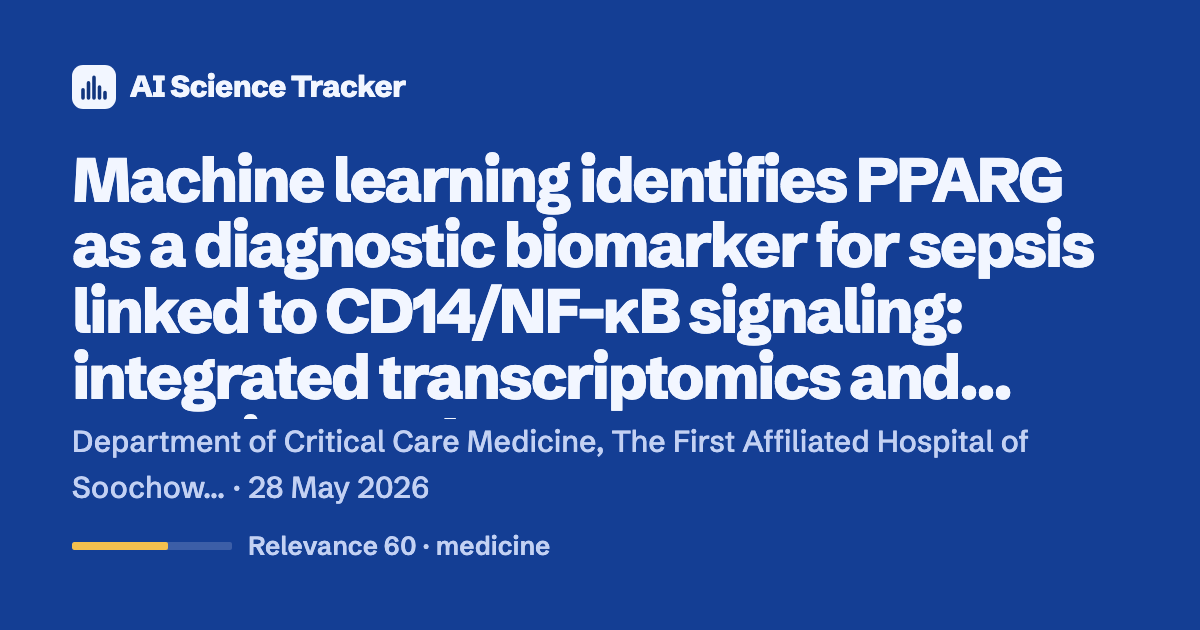 AI Science Tracker
Machine learning identifies PPARG
as a diagnostic biomarker for sepsis
linked to CD14/NF-κB signaling:
integrated transcriptomics and...
Department of Critical Care Medicine, The First Affiliated Hospital of
Soochow... · 28 May 2026
Relevance 60 · medicine